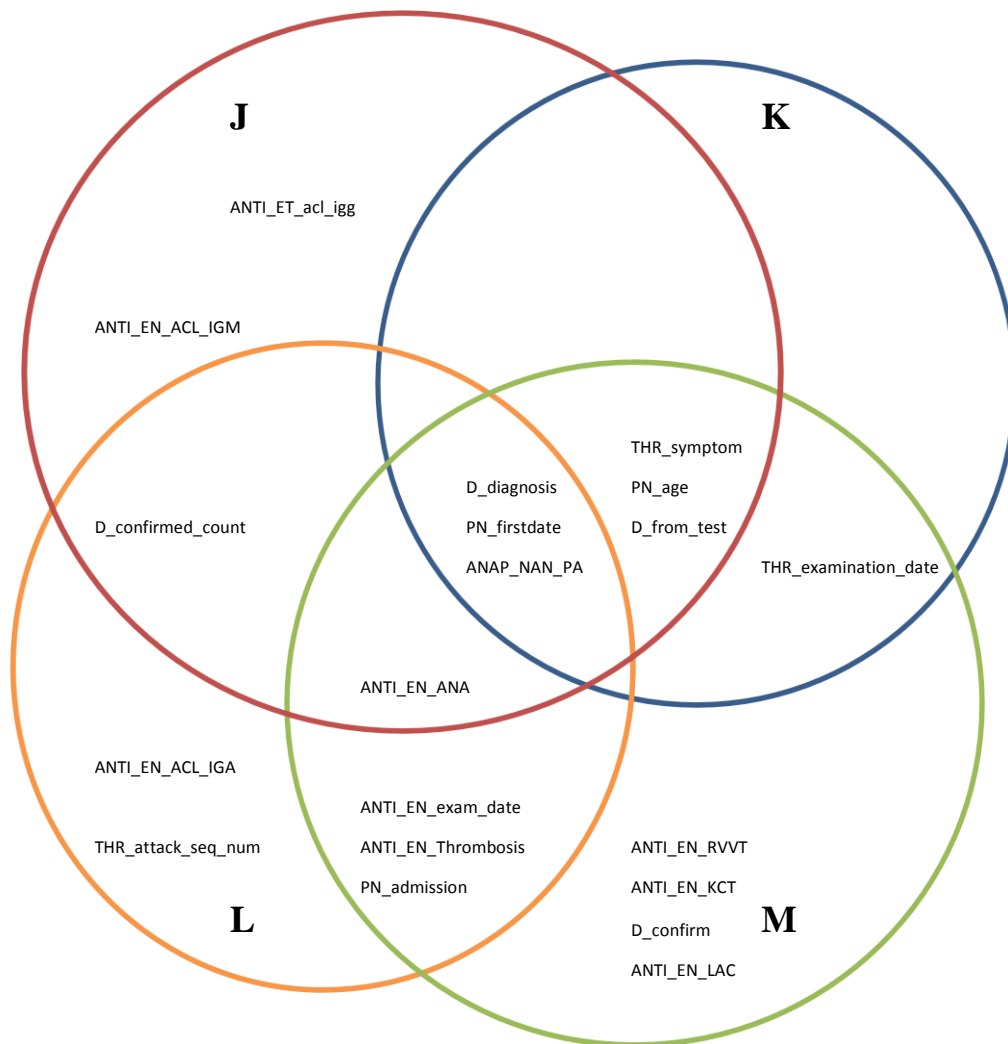 J
K
ANTI_ET_acl_igg
ANTI_EN_ACL_IGM
THR_symptom
D_diagnosis
PN_age
D_confirmed_count
PN_firstdate
D_from_test
ANAP_NAN_PA
THR_examination_date
ANTI_EN_ANA
ANTI_EN_ACL_IGA
ANTI_EN_exam_date
THR_attack_seq_num
ANTI_EN_Thrombosis
ANTI_EN_RVVT
PN_admission
ANTI_EN_KCT
L
D_confirm
M
ANTI_EN_LAC